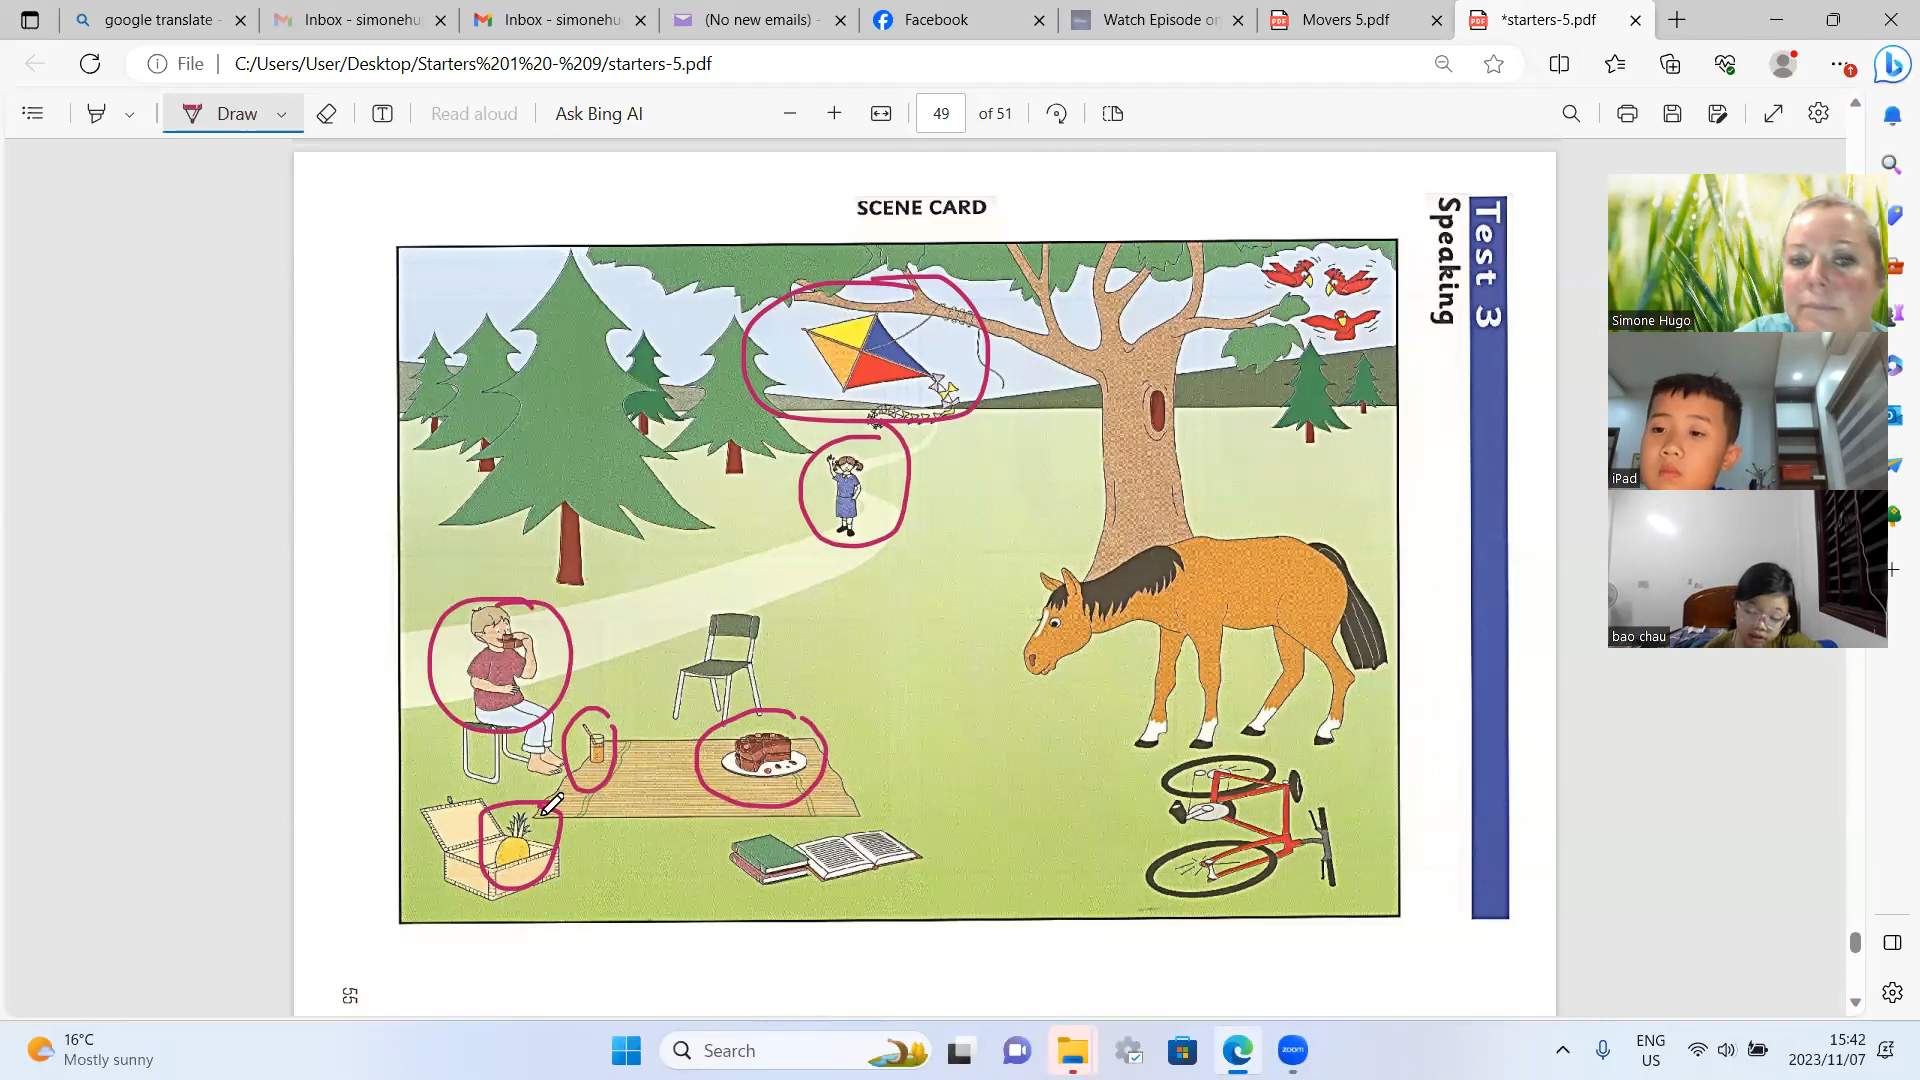 google translate -
Inbox - simonehu
Inbox - simonehu
(No new emails) -
Facebook
Watch Episode on
Movers 5.pdf
*starters-5.pdf
File
C:/Users/User/Desktop/Starters%201%20-%209/starters-5.pdf
Draw
Read aloud
Ask Bing AI
49 of 51
SCENE CARD
Test 3
Speaking
Simone Hugo
iPad
bao chau
55
16°C
Mostly sunny
Search
zoom
ENG
US
15:42
2023/11/07